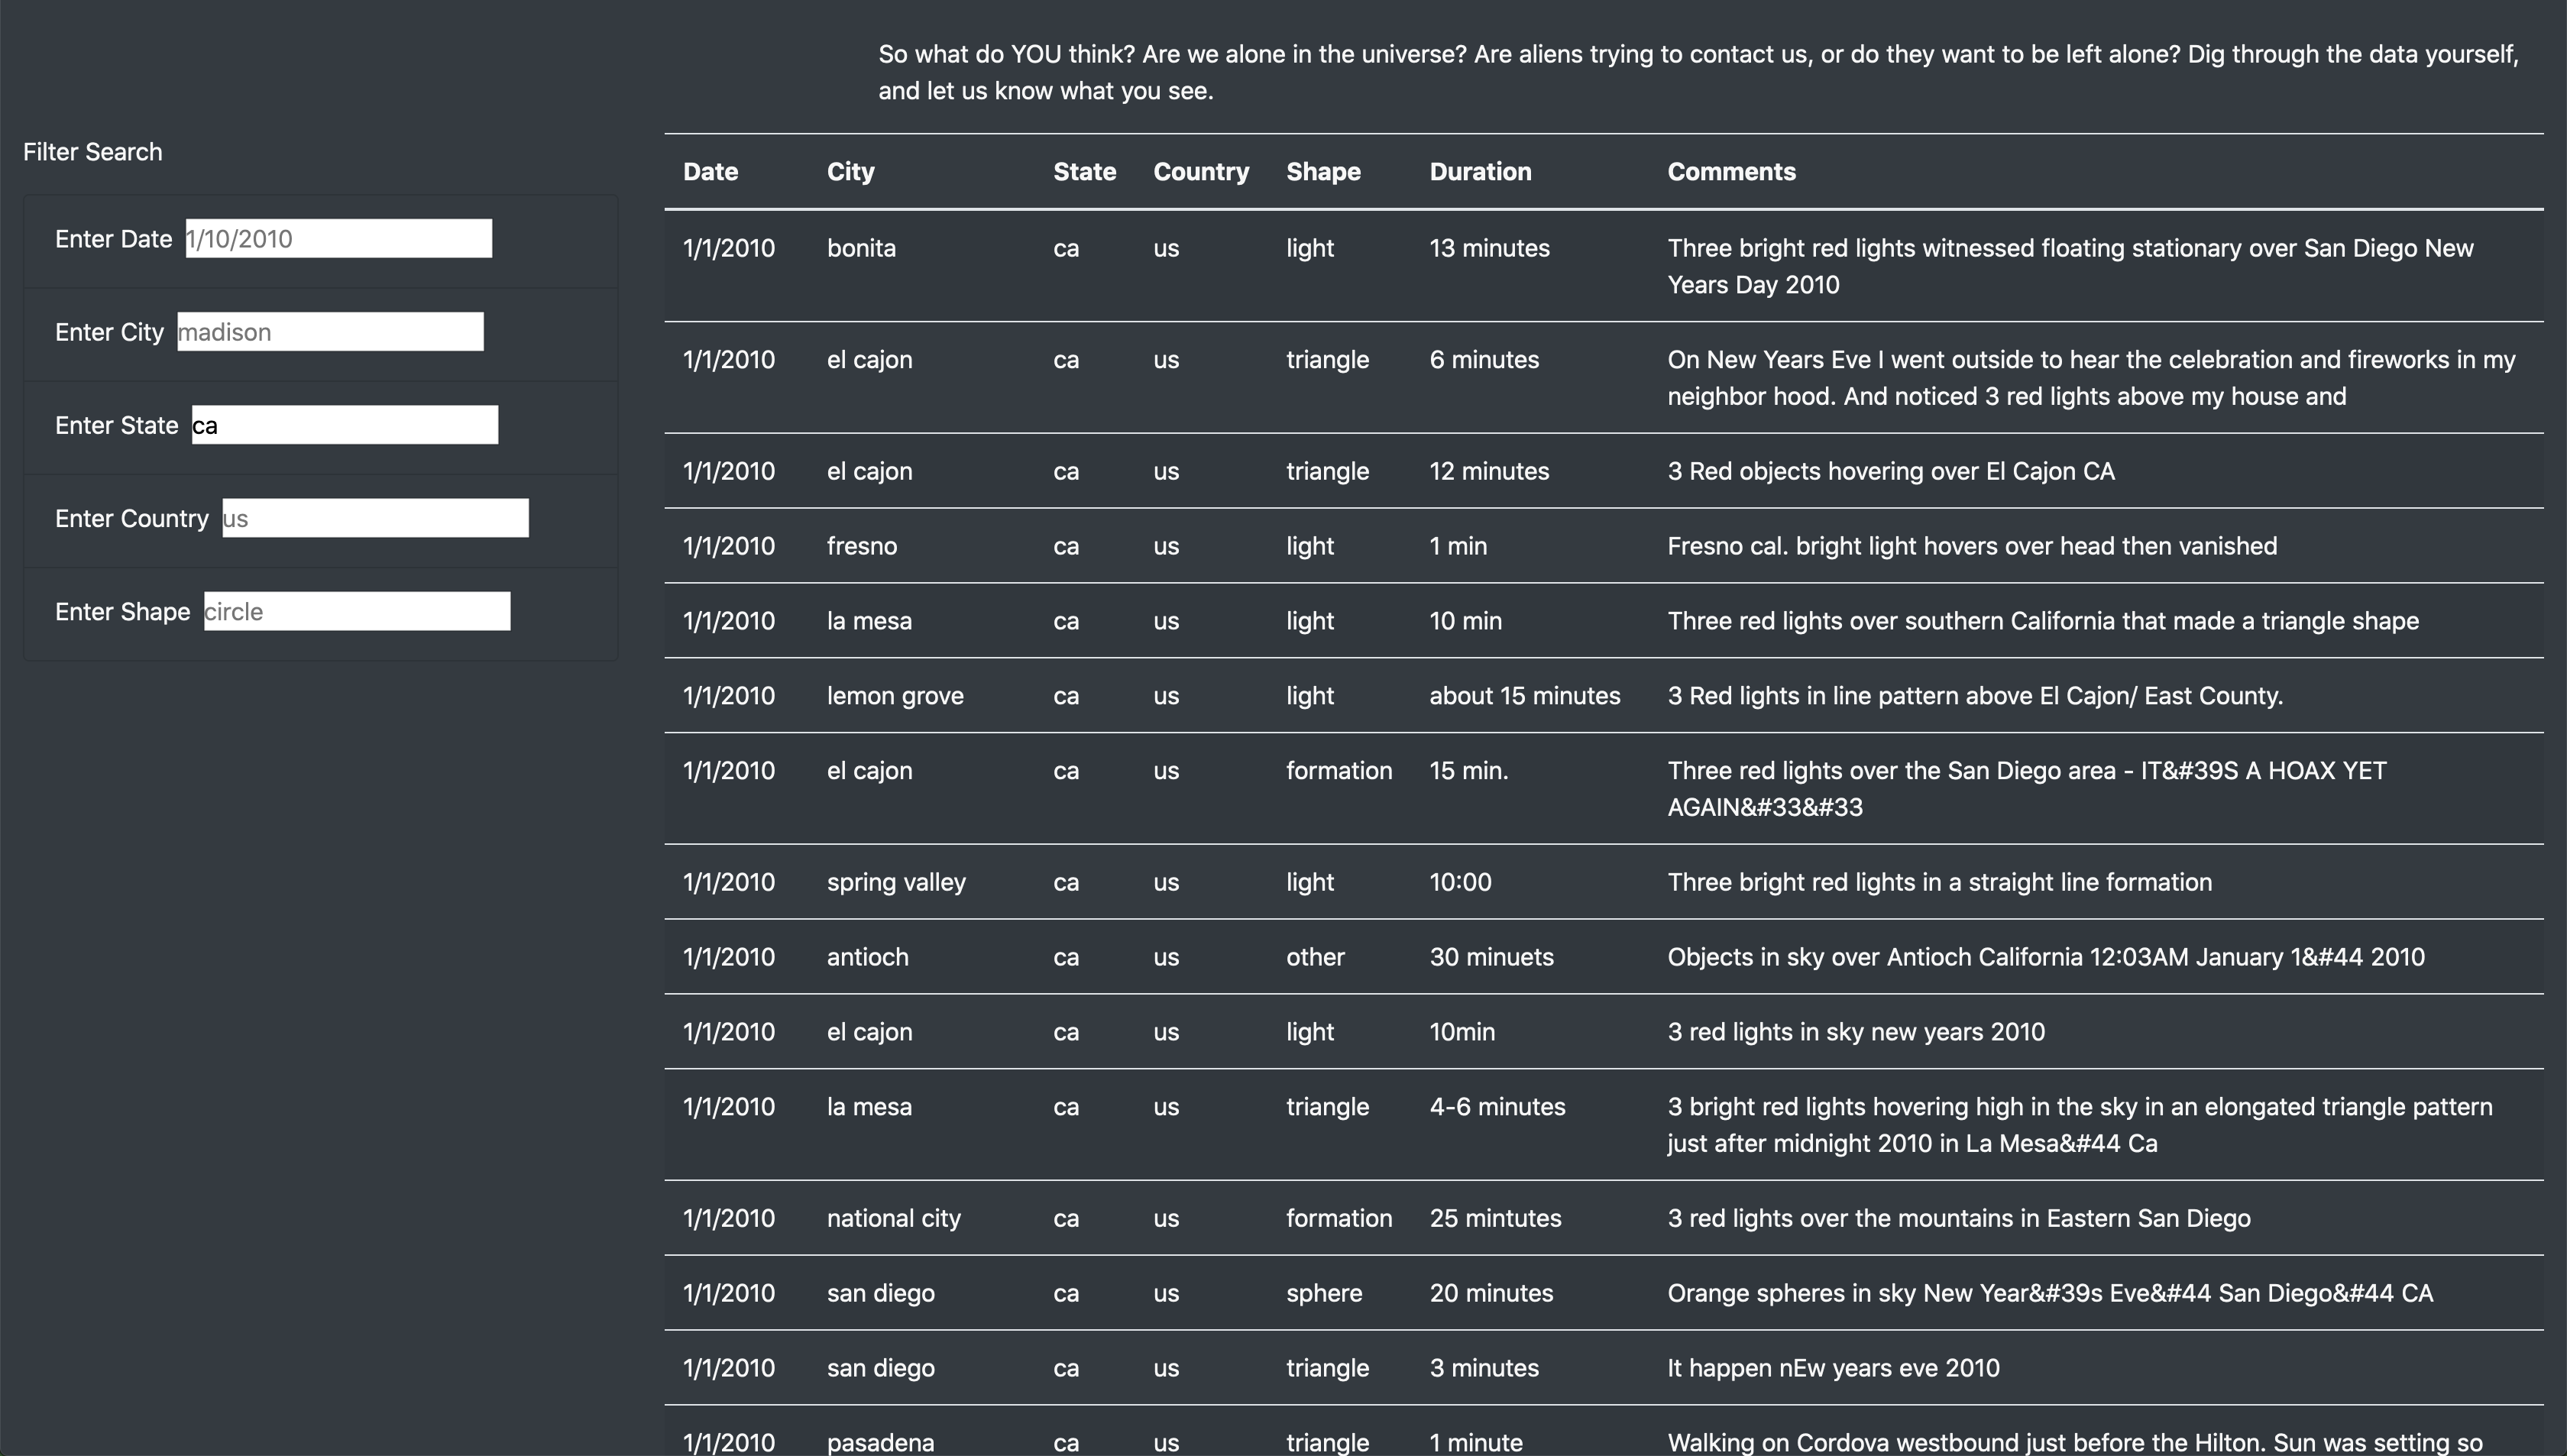 So what do YOU think? Are we alone in the universe? Are aliens trying to contact us, or do they want to be left alone? Dig through the data yourself,
and let us know what you see.
Filter Search
Enter Date 1/10/2010
Enter City madison
Enter State ca
Enter Country us
Enter Shape circle
Date City State Country Shape Duration Comments
1/1/2010 bonita ca us light 13 minutes Three bright red lights witnessed floating stationary over San Diego New
Years Day 2010
1/1/2010 el cajon ca us triangle 6 minutes On New Years Eve I went outside to hear the celebration and fireworks in my
neighbor hood. And noticed 3 red lights above my house and
1/1/2010 el cajon ca us triangle 12 minutes 3 Red objects hovering over El Cajon CA
1/1/2010 fresno ca us light 1 min Fresno cal. bright light hovers over head then vanished
1/1/2010 la mesa ca us light 10 min Three red lights over southern California that made a triangle shape
1/1/2010 lemon grove ca us light about 15 minutes 3 Red lights in line pattern above El Cajon/ East County.
1/1/2010 el cajon ca us formation 15 min. Three red lights over the San Diego area - IT&#39S A HOAX YET
AGAIN&#33&#33
1/1/2010 spring valley ca us light 10:00 Three bright red lights in a straight line formation
1/1/2010 antioch ca us other 30 minuets Objects in sky over Antioch California 12:03AM January 1&#44 2010
1/1/2010 el cajon ca us light 10min 3 red lights in sky new years 2010
1/1/2010 la mesa ca us triangle 4-6 minutes 3 bright red lights hovering high in the sky in an elongated triangle pattern
just after midnight 2010 in La Mesa&#44 Ca
1/1/2010 national city ca us formation 25 mintutes 3 red lights over the mountains in Eastern San Diego
1/1/2010 san diego ca us sphere 20 minutes Orange spheres in sky New Year&#39s Eve&#44 San Diego&#44 CA
1/1/2010 san diego ca us triangle 3 minutes It happen nEw years eve 2010
1/1/2010 pasadena ca us triangle 1 minute Walking on Cordova westbound just before the Hilton. Sun was setting so